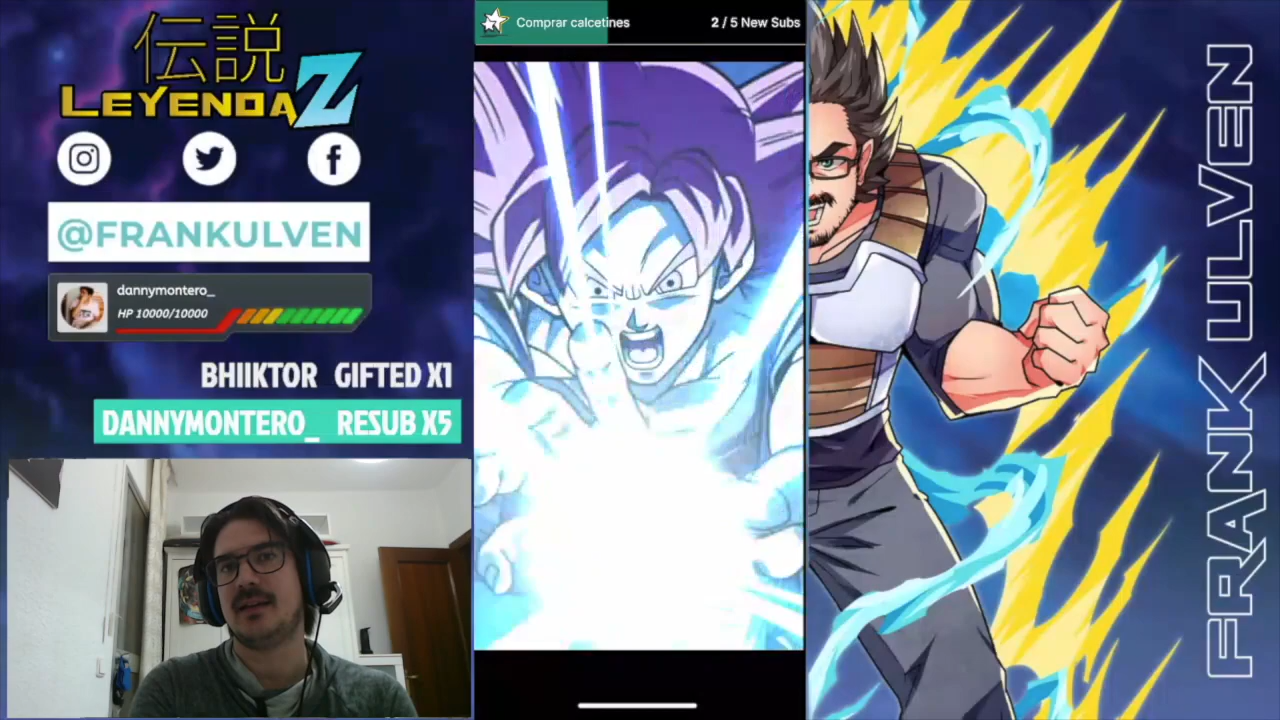 伝説
LEYENDA Z
@FRANKULVEN
dannymontero_
HP 10000/10000
BHIIKTOR GIFTED X1
DANNYMONTERO_ RESUB X5
Comprar calcetines 2 / 5 New Subs
FRANK ULVEN